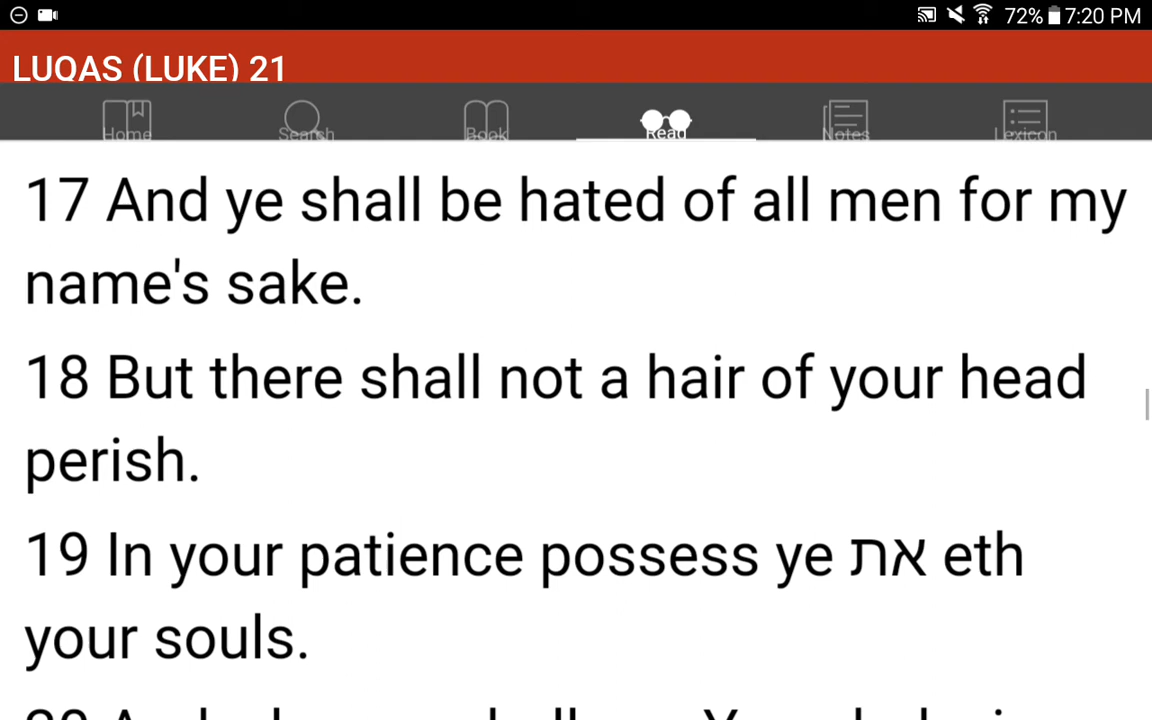 72% 7:20 PM
LUQAS (LUKE) 21
Home Search Book Read Notes Lexicon
17 And ye shall be hated of all men for my
name's sake.
18 But there shall not a hair of your head
perish.
19 In your patience possess ye את eth
your souls.